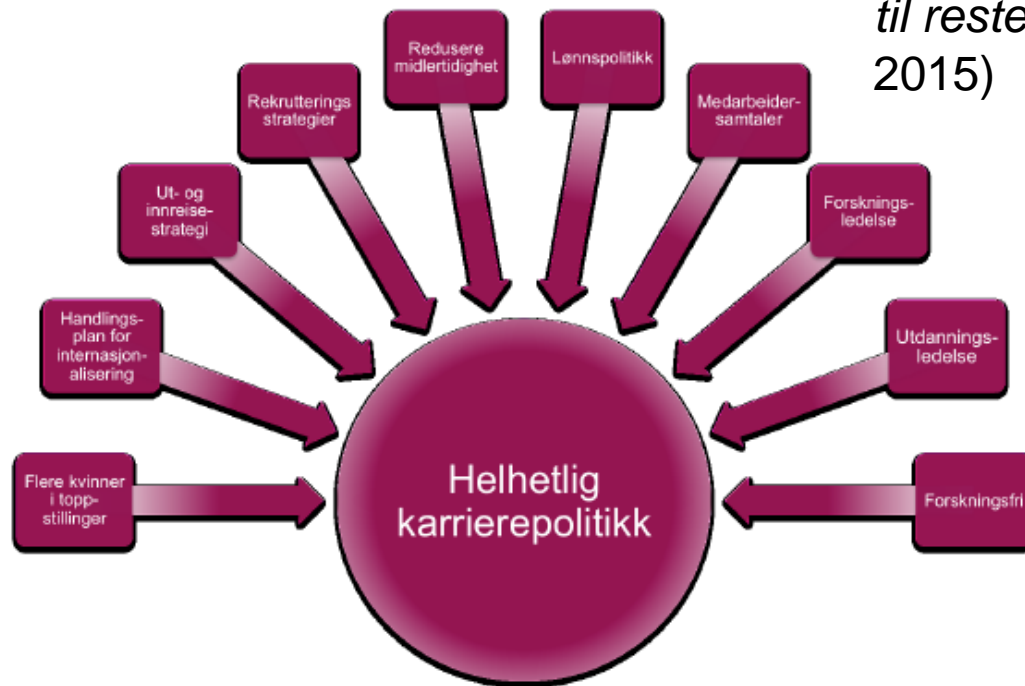 til reste
2015)
Redusere
midlertidighet
Lønnspolitikk
Rekrutterings
strategier
Medarbeider-
samtaler
Ut- og
innreise-
strategi
Forsknings-
ledelse
Handlings-
plan for
internasjon-
alisering
Utdannings-
ledelse
Flere kvinner
i topp-
stillinger
Forskningsfri
Helhetlig
karrierepolitikk